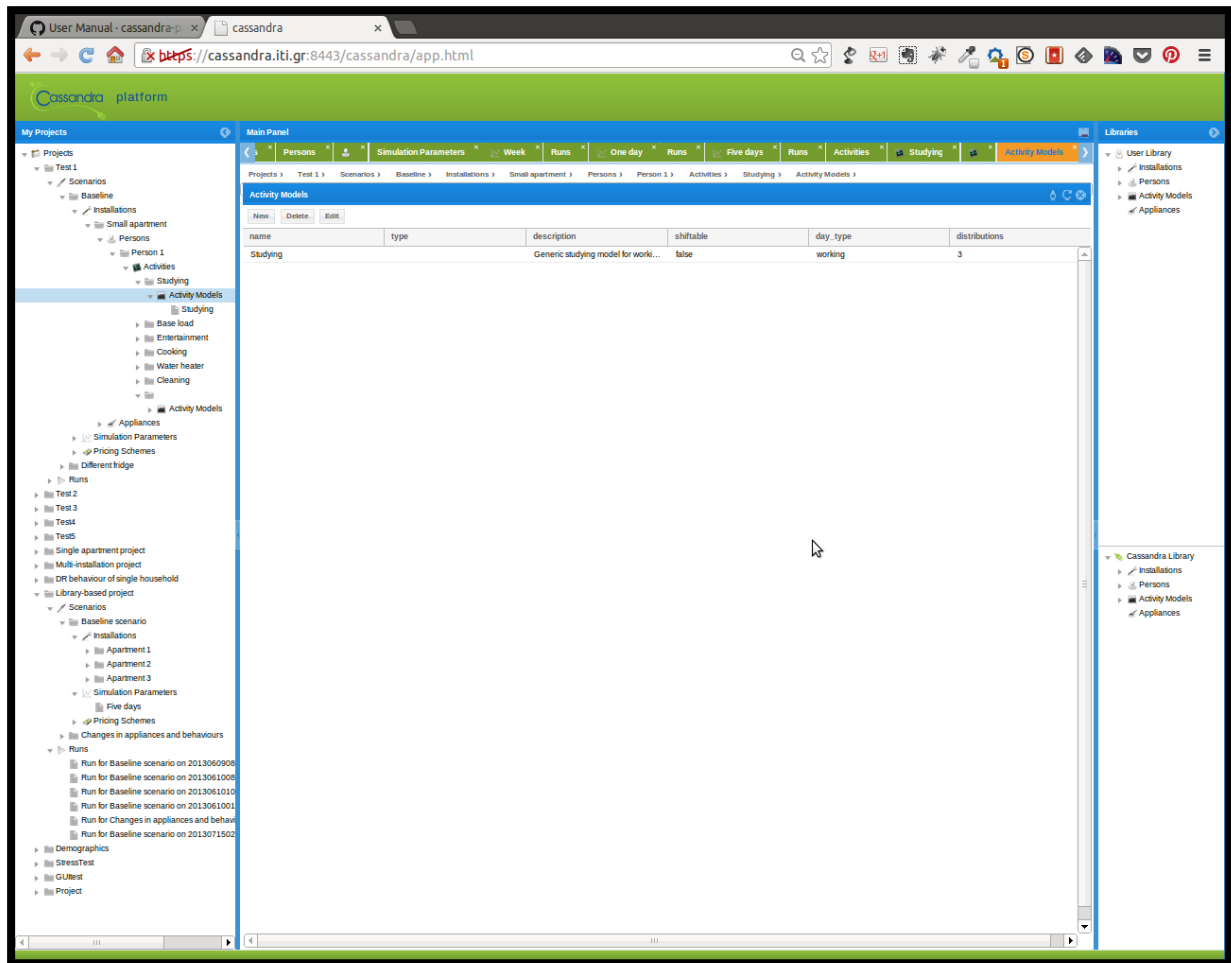 User Manual · cassandra-p
cassandra
https://cassandra.iti.gr:8443/cassandra/app.html
Cassandra platform
My Projects
Projects
Test 1
Scenarios
Baseline
Installations
Small apartment
Persons
Person 1
Activities
Studying
Activity Models
Studying
Base load
Entertainment
Cooking
Water heater
Cleaning
Activity Models
Appliances
Simulation Parameters
Pricing Schemes
Different fridge
Runs
Test 2
Test 3
Test4
Test5
Single apartment project
Multi-installation project
DR behaviour of single household
Library-based project
Scenarios
Baseline scenario
Installations
Apartment 1
Apartment 2
Apartment 3
Simulation Parameters
Five days
Pricing Schemes
Changes in appliances and behaviours
Runs
Run for Baseline scenario on 2013060908
Run for Baseline scenario on 2013061008
Run for Baseline scenario on 2013061010
Run for Baseline scenario on 2013061001
Run for Changes in appliances and behavi
Run for Baseline scenario on 2013071502
Demographics
StressTest
GUItest
Project
Main Panel
s Persons Simulation Parameters Week Runs One day Runs Five days Runs Activities Studying Activity Models
Projects › Test 1 › Scenarios › Baseline › Installations › Small apartment › Persons › Person 1 › Activities › Studying › Activity Models ›
Activity Models
New Delete Edit
name type description shiftable day_type distributions
Studying Generic studying model for worki... false working 3
Libraries
User Library
Installations
Persons
Activity Models
Appliances
Cassandra Library
Installations
Persons
Activity Models
Appliances